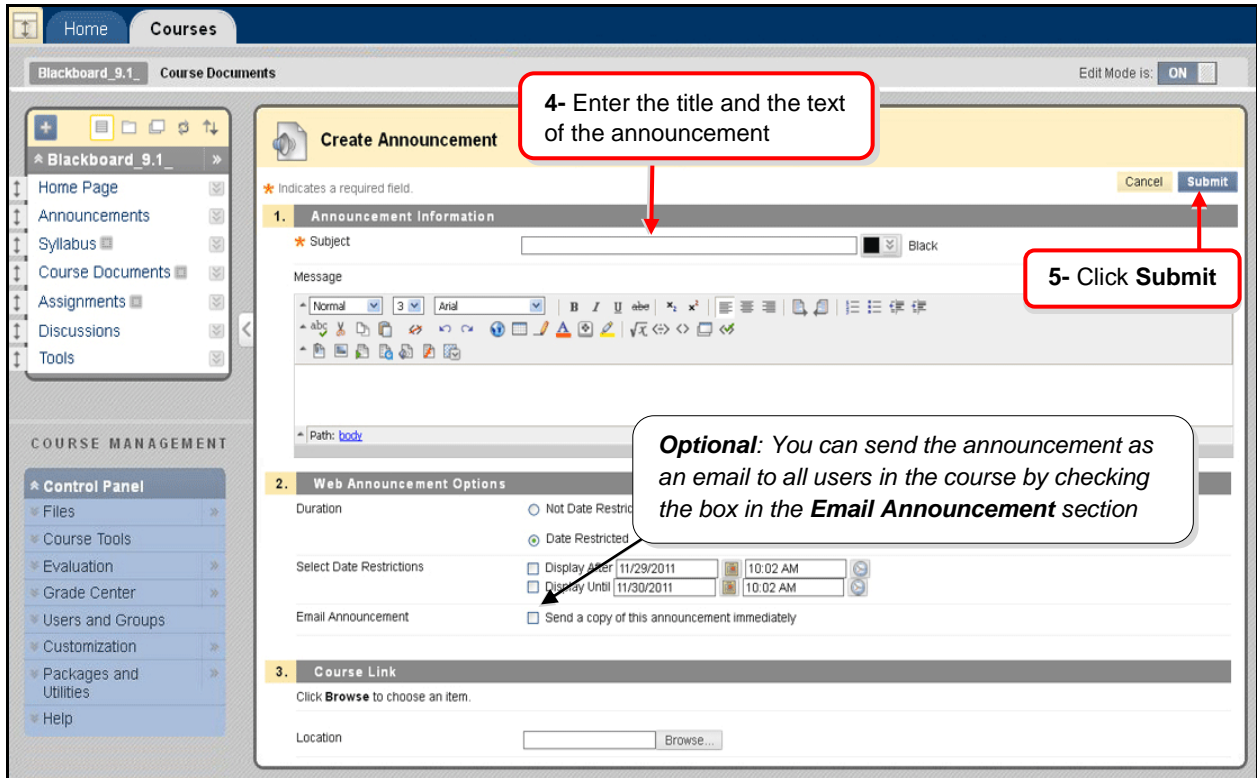 Home
Courses
Blackboard_9.1_
Course Documents
Edit Mode is: ON
4- Enter the title and the text
of the announcement
Blackboard_9.1_
Home Page
Announcements
Syllabus
Course Documents
Assignments
Discussions
Tools
COURSE MANAGEMENT
Control Panel
Files
Course Tools
Evaluation
Grade Center
Users and Groups
Customization
Packages and
Utilities
Help
Create Announcement
Indicates a required field.
Cancel
Submit
5- Click Submit
1. Announcement Information
Subject
Black
Message
Normal 3 Arial
B I U abc x₂ x²
abc
Path: body
Optional: You can send the announcement as
an email to all users in the course by checking
the box in the Email Announcement section
2. Web Announcement Options
Duration
Not Date Restric
Date Restricted
Select Date Restrictions
Display After 11/29/2011 10:02 AM
Display Until 11/30/2011 10:02 AM
Email Announcement
Send a copy of this announcement immediately
3. Course Link
Click Browse to choose an item.
Location
Browse...